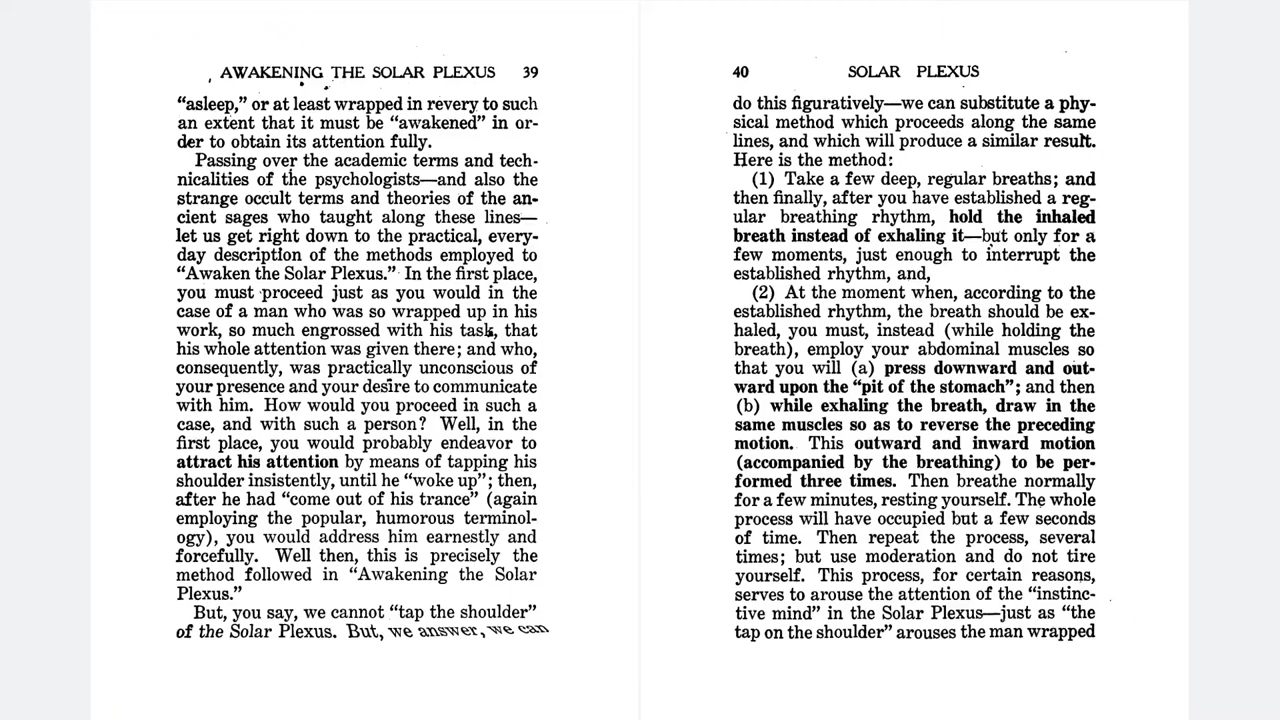 AWAKENING THE SOLAR PLEXUS 39
“asleep,” or at least wrapped in revery to such
an extent that it must be “awakened” in or-
der to obtain its attention fully.
Passing over the academic terms and tech-
nicalities of the psychologists—and also the
strange occult terms and theories of the an-
cient sages who taught along these lines—
let us get right down to the practical, every-
day description of the methods employed to
“Awaken the Solar Plexus.” In the first place,
you must proceed just as you would in the
case of a man who was so wrapped up in his
work, so much engrossed with his task, that
his whole attention was given there; and who,
consequently, was practically unconscious of
your presence and your desire to communicate
with him. How would you proceed in such a
case, and with such a person? Well, in the
first place, you would probably endeavor to
attract his attention by means of tapping his
shoulder insistently, until he “woke up”; then,
after he had “come out of his trance” (again
employing the popular, humorous terminol-
ogy), you would address him earnestly and
forcefully. Well then, this is precisely the
method followed in “Awakening the Solar
Plexus.”
But, you say, we cannot “tap the shoulder”
of the Solar Plexus. But, we answer, we can
40 SOLAR PLEXUS
do this figuratively—we can substitute a phy-
sical method which proceeds along the same
lines, and which will produce a similar result.
Here is the method:
(1) Take a few deep, regular breaths; and
then finally, after you have established a reg-
ular breathing rhythm, hold the inhaled
breath instead of exhaling it—but only for a
few moments, just enough to interrupt the
established rhythm, and,
(2) At the moment when, according to the
established rhythm, the breath should be ex-
haled, you must, instead (while holding the
breath), employ your abdominal muscles so
that you will (a) press downward and out-
ward upon the “pit of the stomach”; and then
(b) while exhaling the breath, draw in the
same muscles so as to reverse the preceding
motion. This outward and inward motion
(accompanied by the breathing) to be per-
formed three times. Then breathe normally
for a few minutes, resting yourself. The whole
process will have occupied but a few seconds
of time. Then repeat the process, several
times; but use moderation and do not tire
yourself. This process, for certain reasons,
serves to arouse the attention of the “instinc-
tive mind” in the Solar Plexus—just as “the
tap on the shoulder” arouses the man wrapped